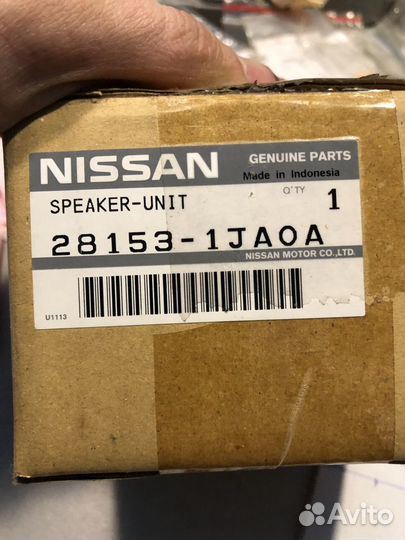 NISSAN
GENUINE PARTS
Made in Indonesia
Q'TY
SPEAKER-UNIT 1
28153-1JA0A
NISSAN MOTOR CO.,LTD.
U1113
Avito